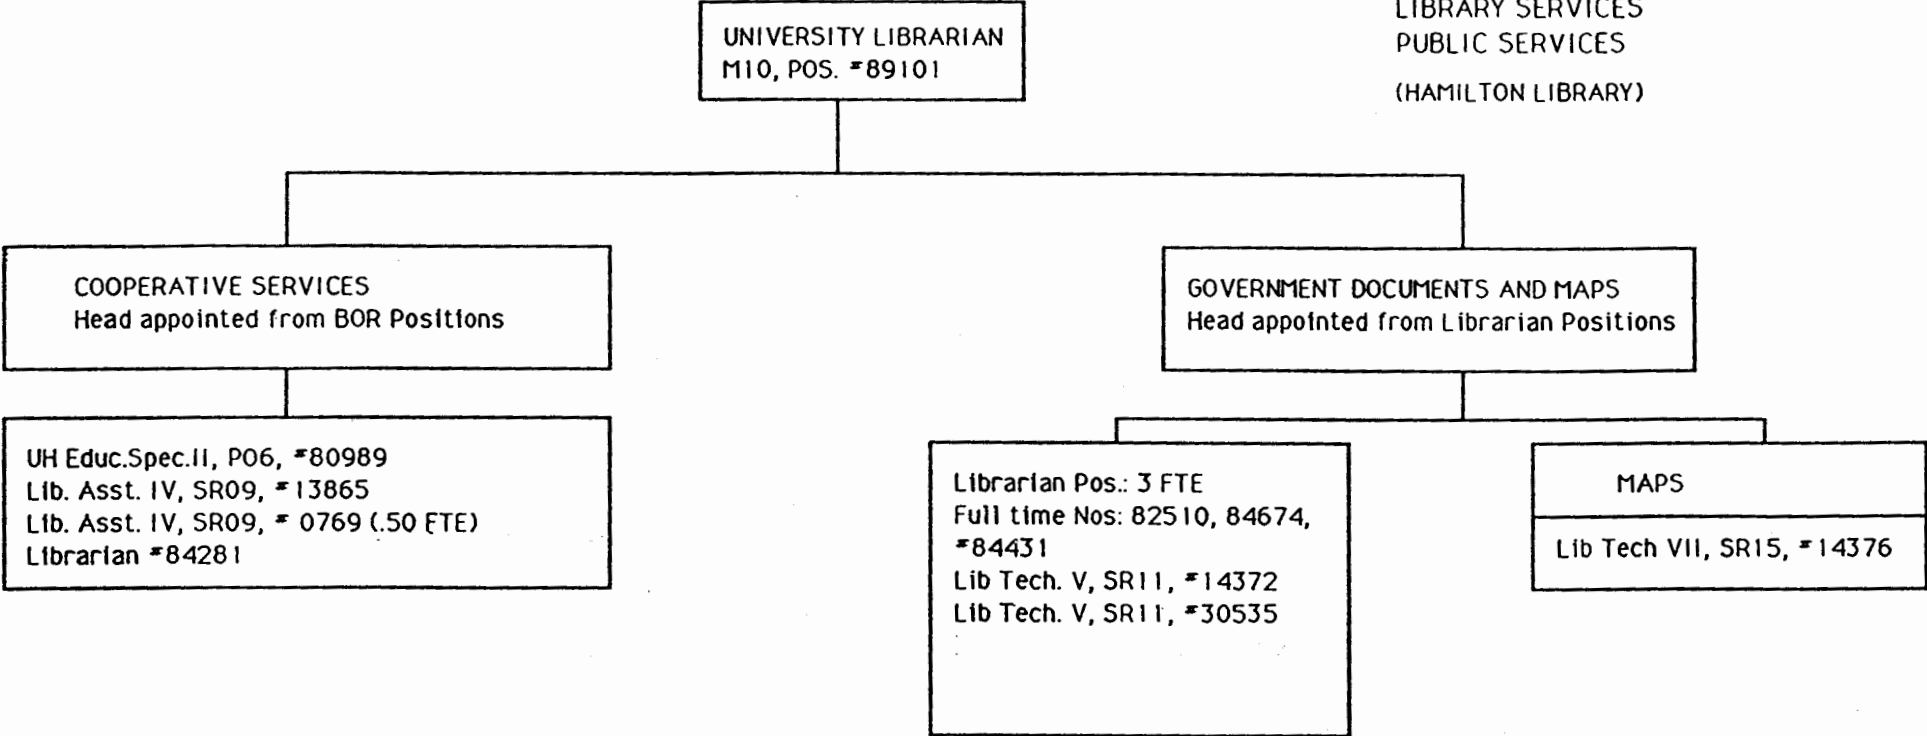 LIBRARY SERVICES
PUBLIC SERVICES
(HAMILTON LIBRARY)
UNIVERSITY LIBRARIAN
M10, POS. #89101
COOPERATIVE SERVICES
Head appointed from BOR Positions
UH Educ.Spec.II, P06, #80989
Lib. Asst. IV, SR09, #13865
Lib. Asst. IV, SR09, # 0769 (.50 FTE)
Librarian #84281
GOVERNMENT DOCUMENTS AND MAPS
Head appointed from Librarian Positions
Librarian Pos.: 3 FTE
Full time Nos: 82510, 84674,
#84431
Lib Tech. V, SR11, #14372
Lib Tech. V, SR11, #30535
MAPS
Lib Tech VII, SR15, #14376